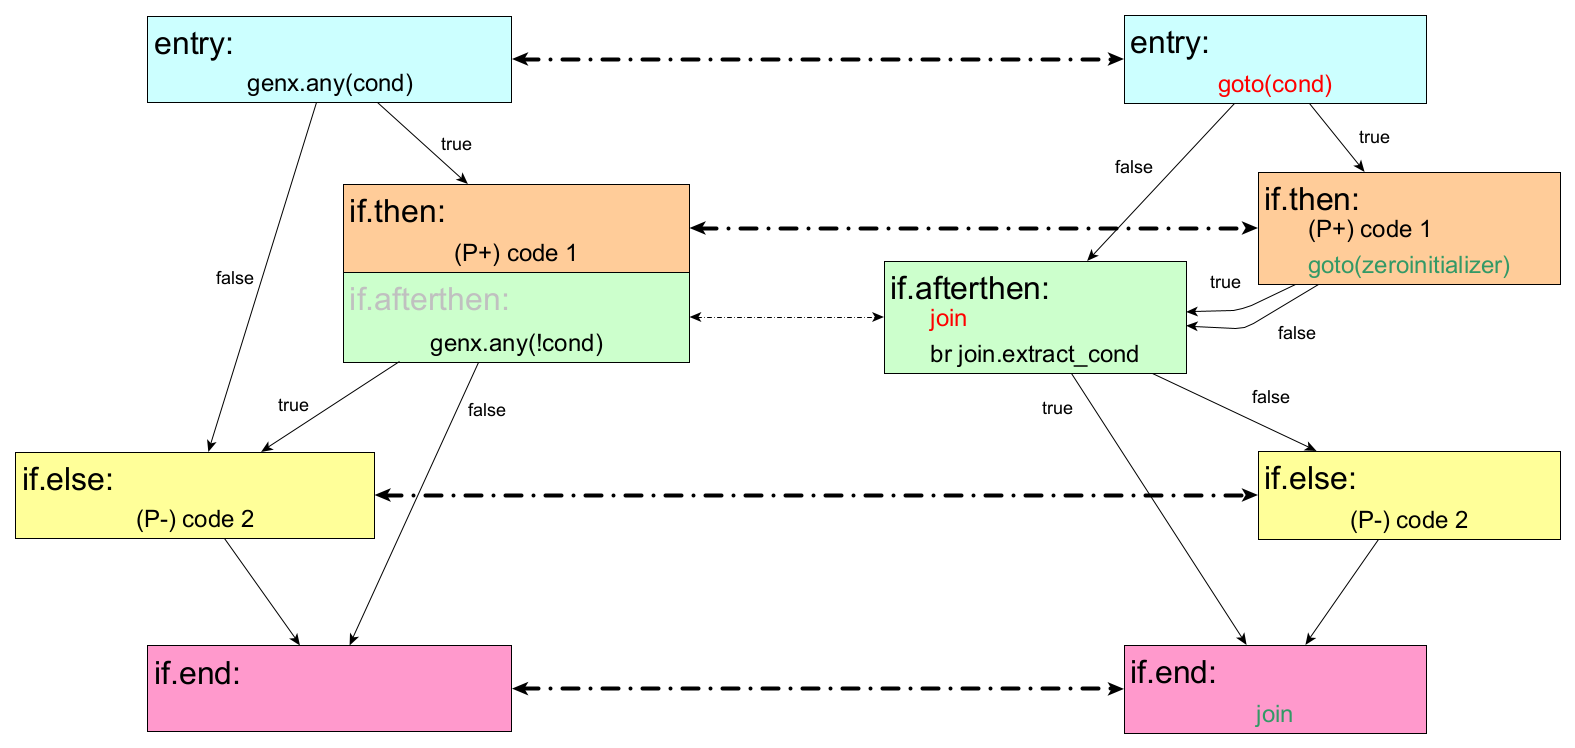 entry:
genx.any(cond)
true
false
if.then:
(P+) code 1
if.afterthen:
genx.any(!cond)
true
false
if.else:
(P-) code 2
if.end:
entry:
goto(cond)
true
false
if.then:
(P+) code 1
goto(zeroinitializer)
true
false
if.afterthen:
join
br join.extract_cond
true
false
if.else:
(P-) code 2
if.end:
join